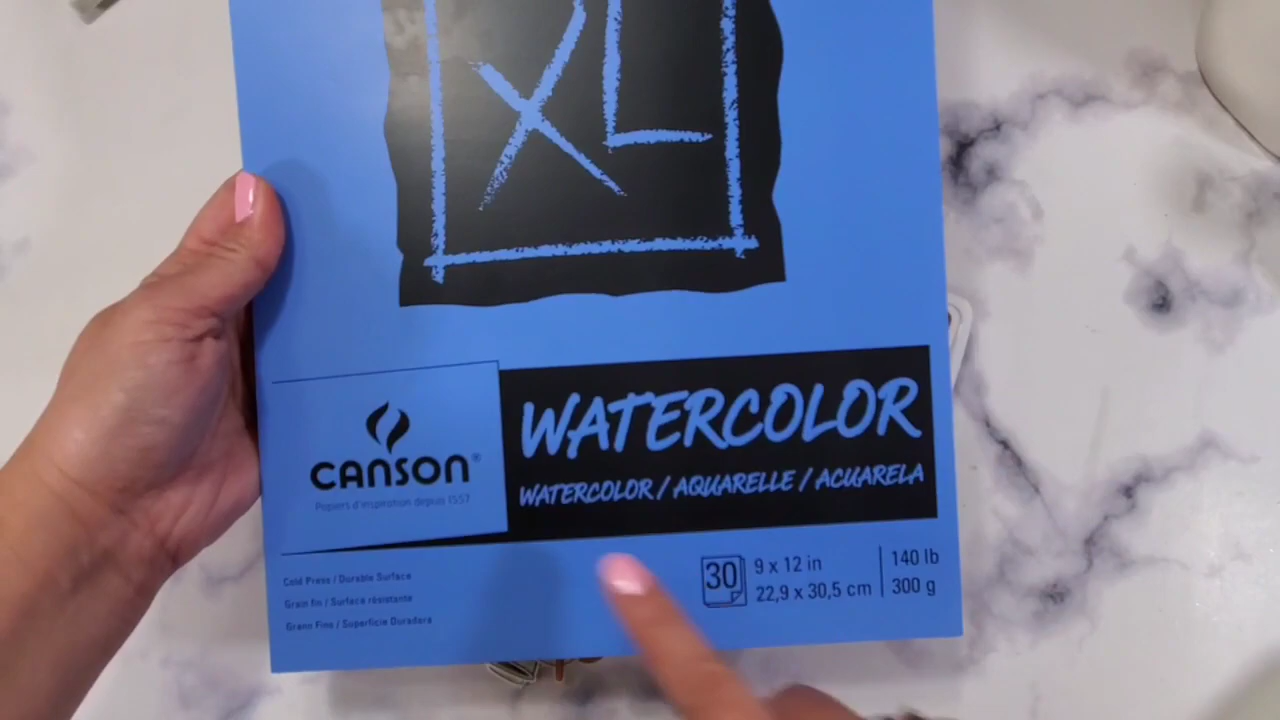 XL
CANSON®
Papiers d'inspiration depuis 1557
WATERCOLOR
WATERCOLOR / AQUARELLE / ACUARELA
Cold Press / Durable Surface
Grain fin / Surface résistante
Grano Fino / Superficie Duradera
30
9 x 12 in
22,9 x 30,5 cm
140 lb
300 g